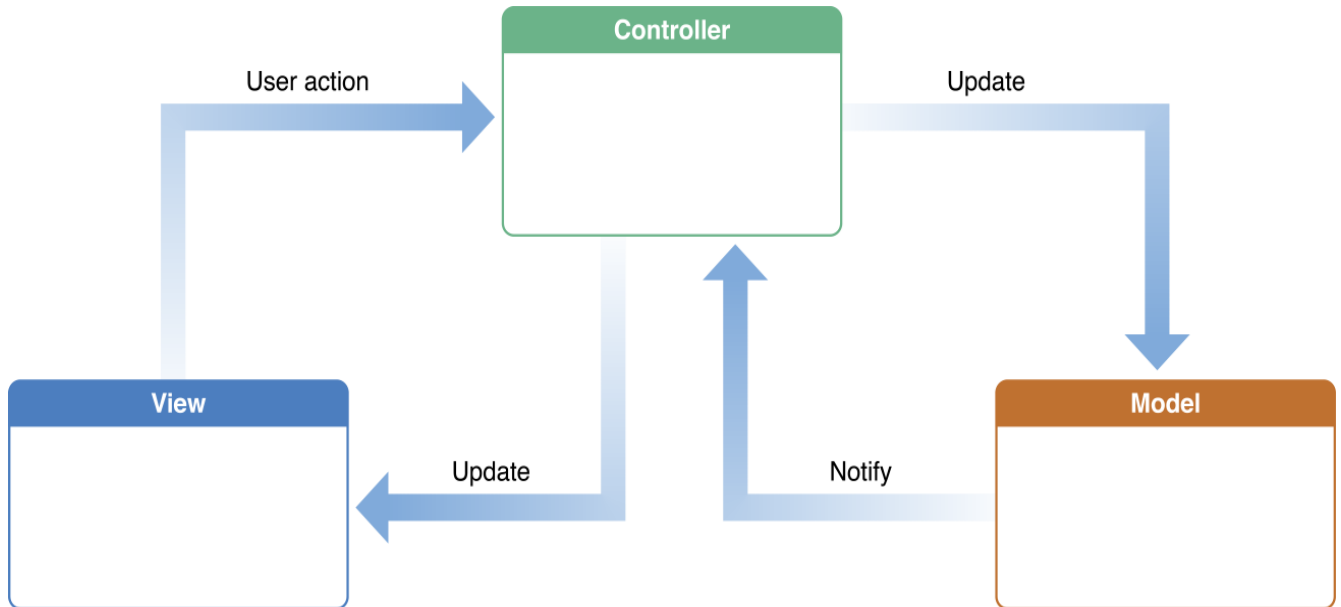 Controller
User action
Update
View
Model
Update
Notify